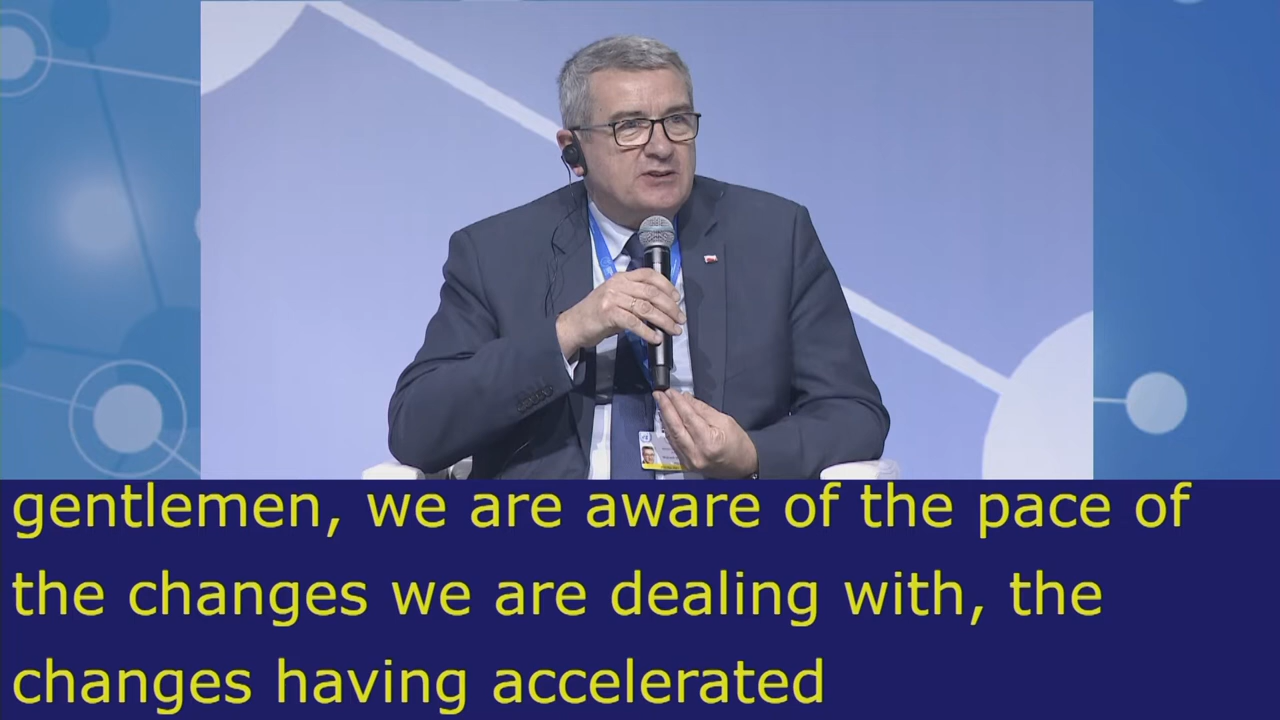 gentlemen, we are aware of the pace of
the changes we are dealing with, the
changes having accelerated